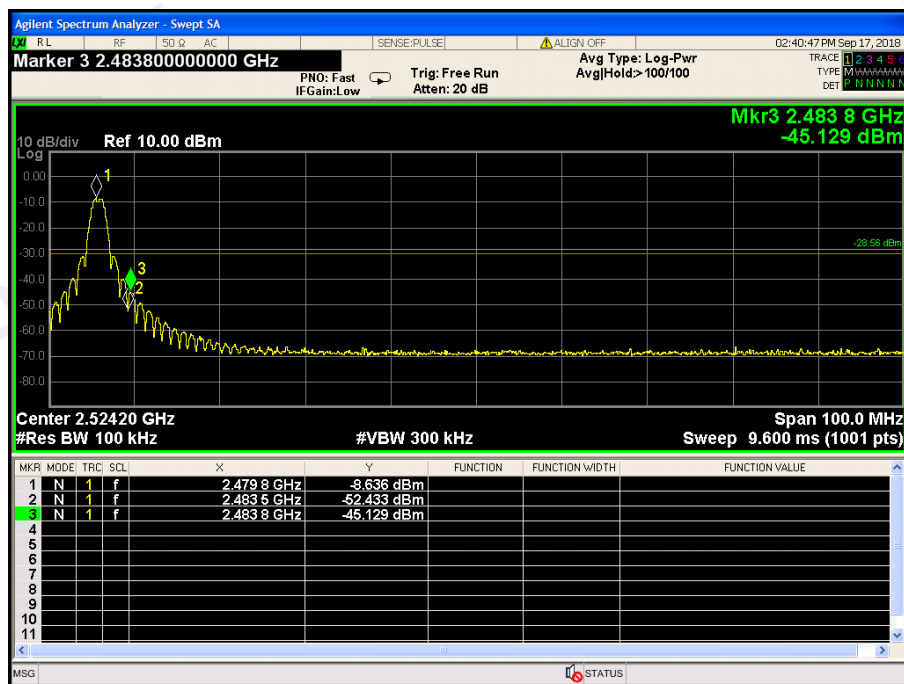 Agilent Spectrum Analyzer - Swept SA
LXI RL RF 50 Ω AC SENSE:PULSE ALIGN OFF 02:40:47 PM Sep 17, 2018
Marker 3 2.483800000000 GHz
PNO: Fast Trig: Free Run Avg Type: Log-Pwr TRACE 1 2 3 4 5 6
IFGain:Low Atten: 20 dB Avg|Hold:>100/100 TYPE M
DET P N N N N N
Mkr3 2.483 8 GHz
-45.129 dBm
10 dB/div Ref 10.00 dBm
Log
0.00
1
-10.0
-20.0
-28.56 dBm
-30.0
3
-40.0
2
-50.0
-60.0
-70.0
-80.0
Center 2.52420 GHz Span 100.0 MHz
#Res BW 100 kHz #VBW 300 kHz Sweep 9.600 ms (1001 pts)
MKR MODE TRC SCL X Y FUNCTION FUNCTION WIDTH FUNCTION VALUE
1 N 1 f 2.479 8 GHz -8.636 dBm
2 N 1 f 2.483 5 GHz -52.433 dBm
3 N 1 f 2.483 8 GHz -45.129 dBm
4
5
6
7
8
9
10
11
MSG STATUS